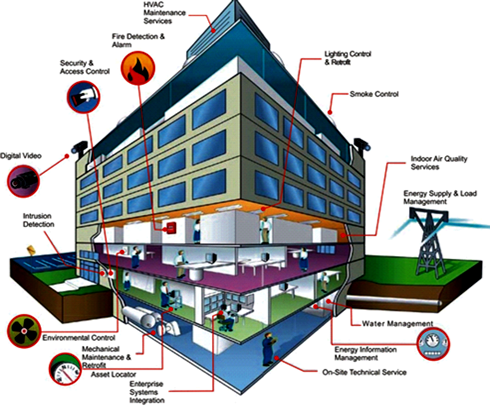 HVAC
Maintenance
Services
Fire Detection &
Alarm
Security &
Access Control
Lighting Control
& Retrofit
Smoke Control
Digital Video
Indoor Air Quality
Services
Energy Supply & Load
Management
Intrusion
Detection
Environmental Control
Water Management
Mechanical
Maintenance &
Retrofit
Energy Information
Management
Asset Locator
On-Site Technical Service
Enterprise
Systems
Integration